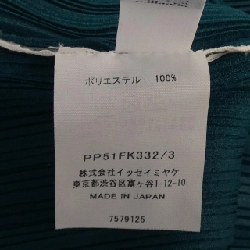 ポリエステル 100%
PP51FK332/3
株式会社イッセイミヤケ
東京都渋谷区富ヶ谷1-12-10
MADE IN JAPAN
7579125